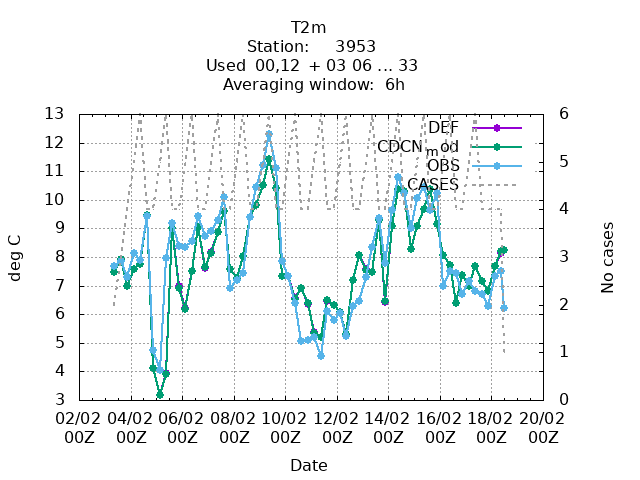 T2m
Station: 3953
Used 00,12 + 03 06 ... 33
Averaging window: 6h
13
12
11
10
9
8
7
6
5
4
3
6
5
4
3
2
1
0
deg C
No cases
DEF
CDCN_mod
OBS
CASES
02/02 04/02 06/02 08/02 10/02 12/02 14/02 16/02 18/02 20/02
00Z 00Z 00Z 00Z 00Z 00Z 00Z 00Z 00Z 00Z
Date